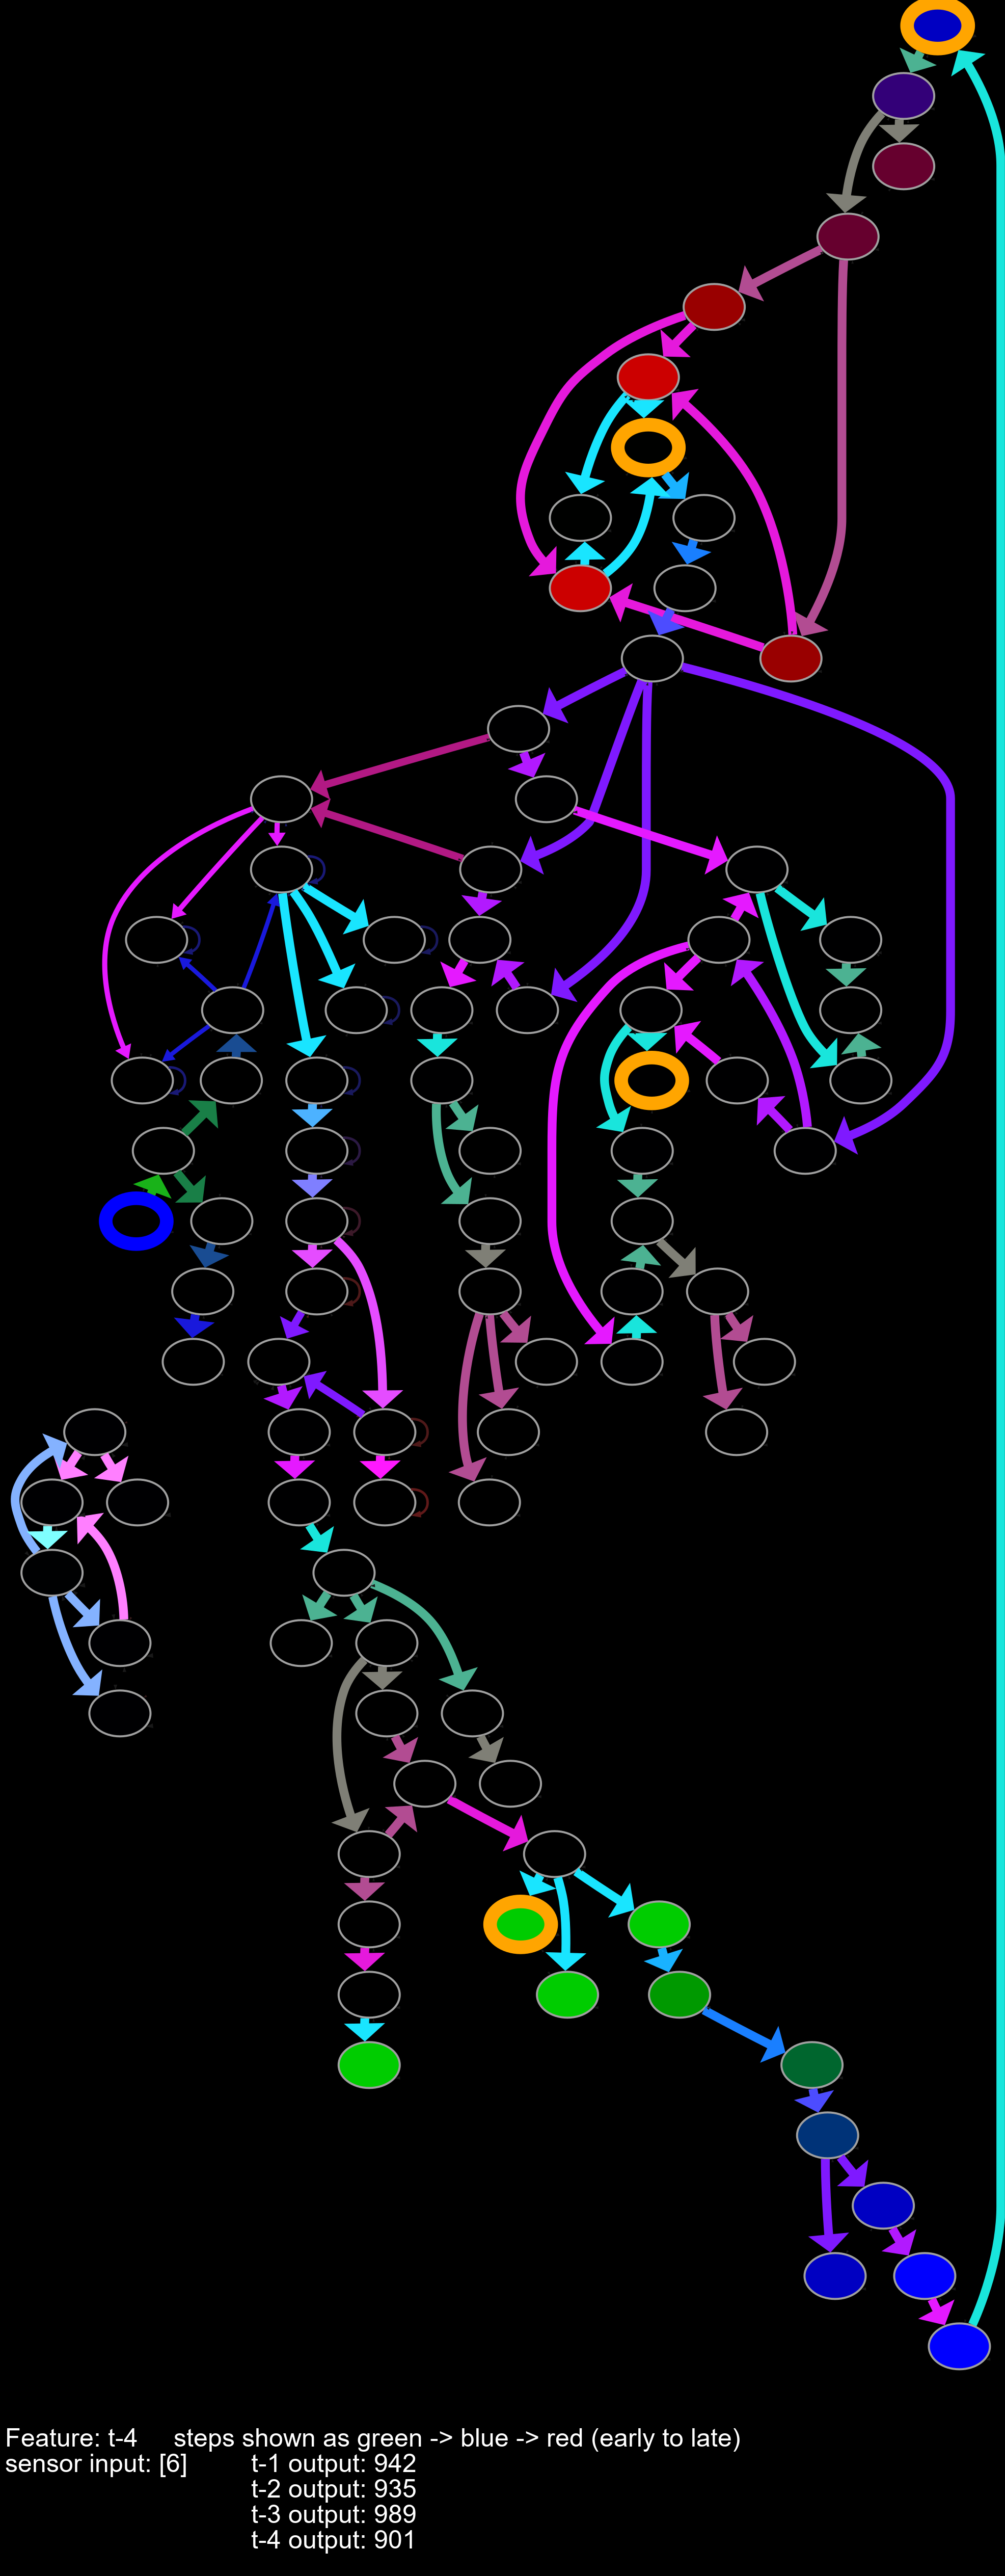 Feature: t-4 steps shown as green -> blue -> red (early to late)
sensor input: [6] t-1 output: 942
t-2 output: 935
t-3 output: 989
t-4 output: 901